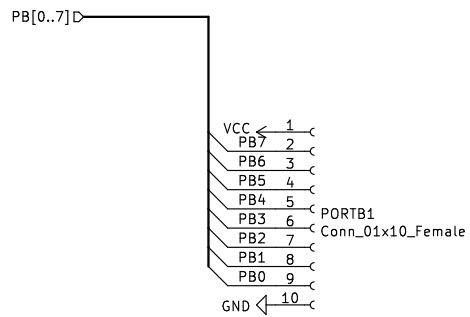 PB[0..7]
VCC 1
PB7 2
PB6 3
PB5 4
PB4 5
PORTB1
PB3 6
Conn_01x10_Female
PB2 7
PB1 8
PB0 9
GND 10